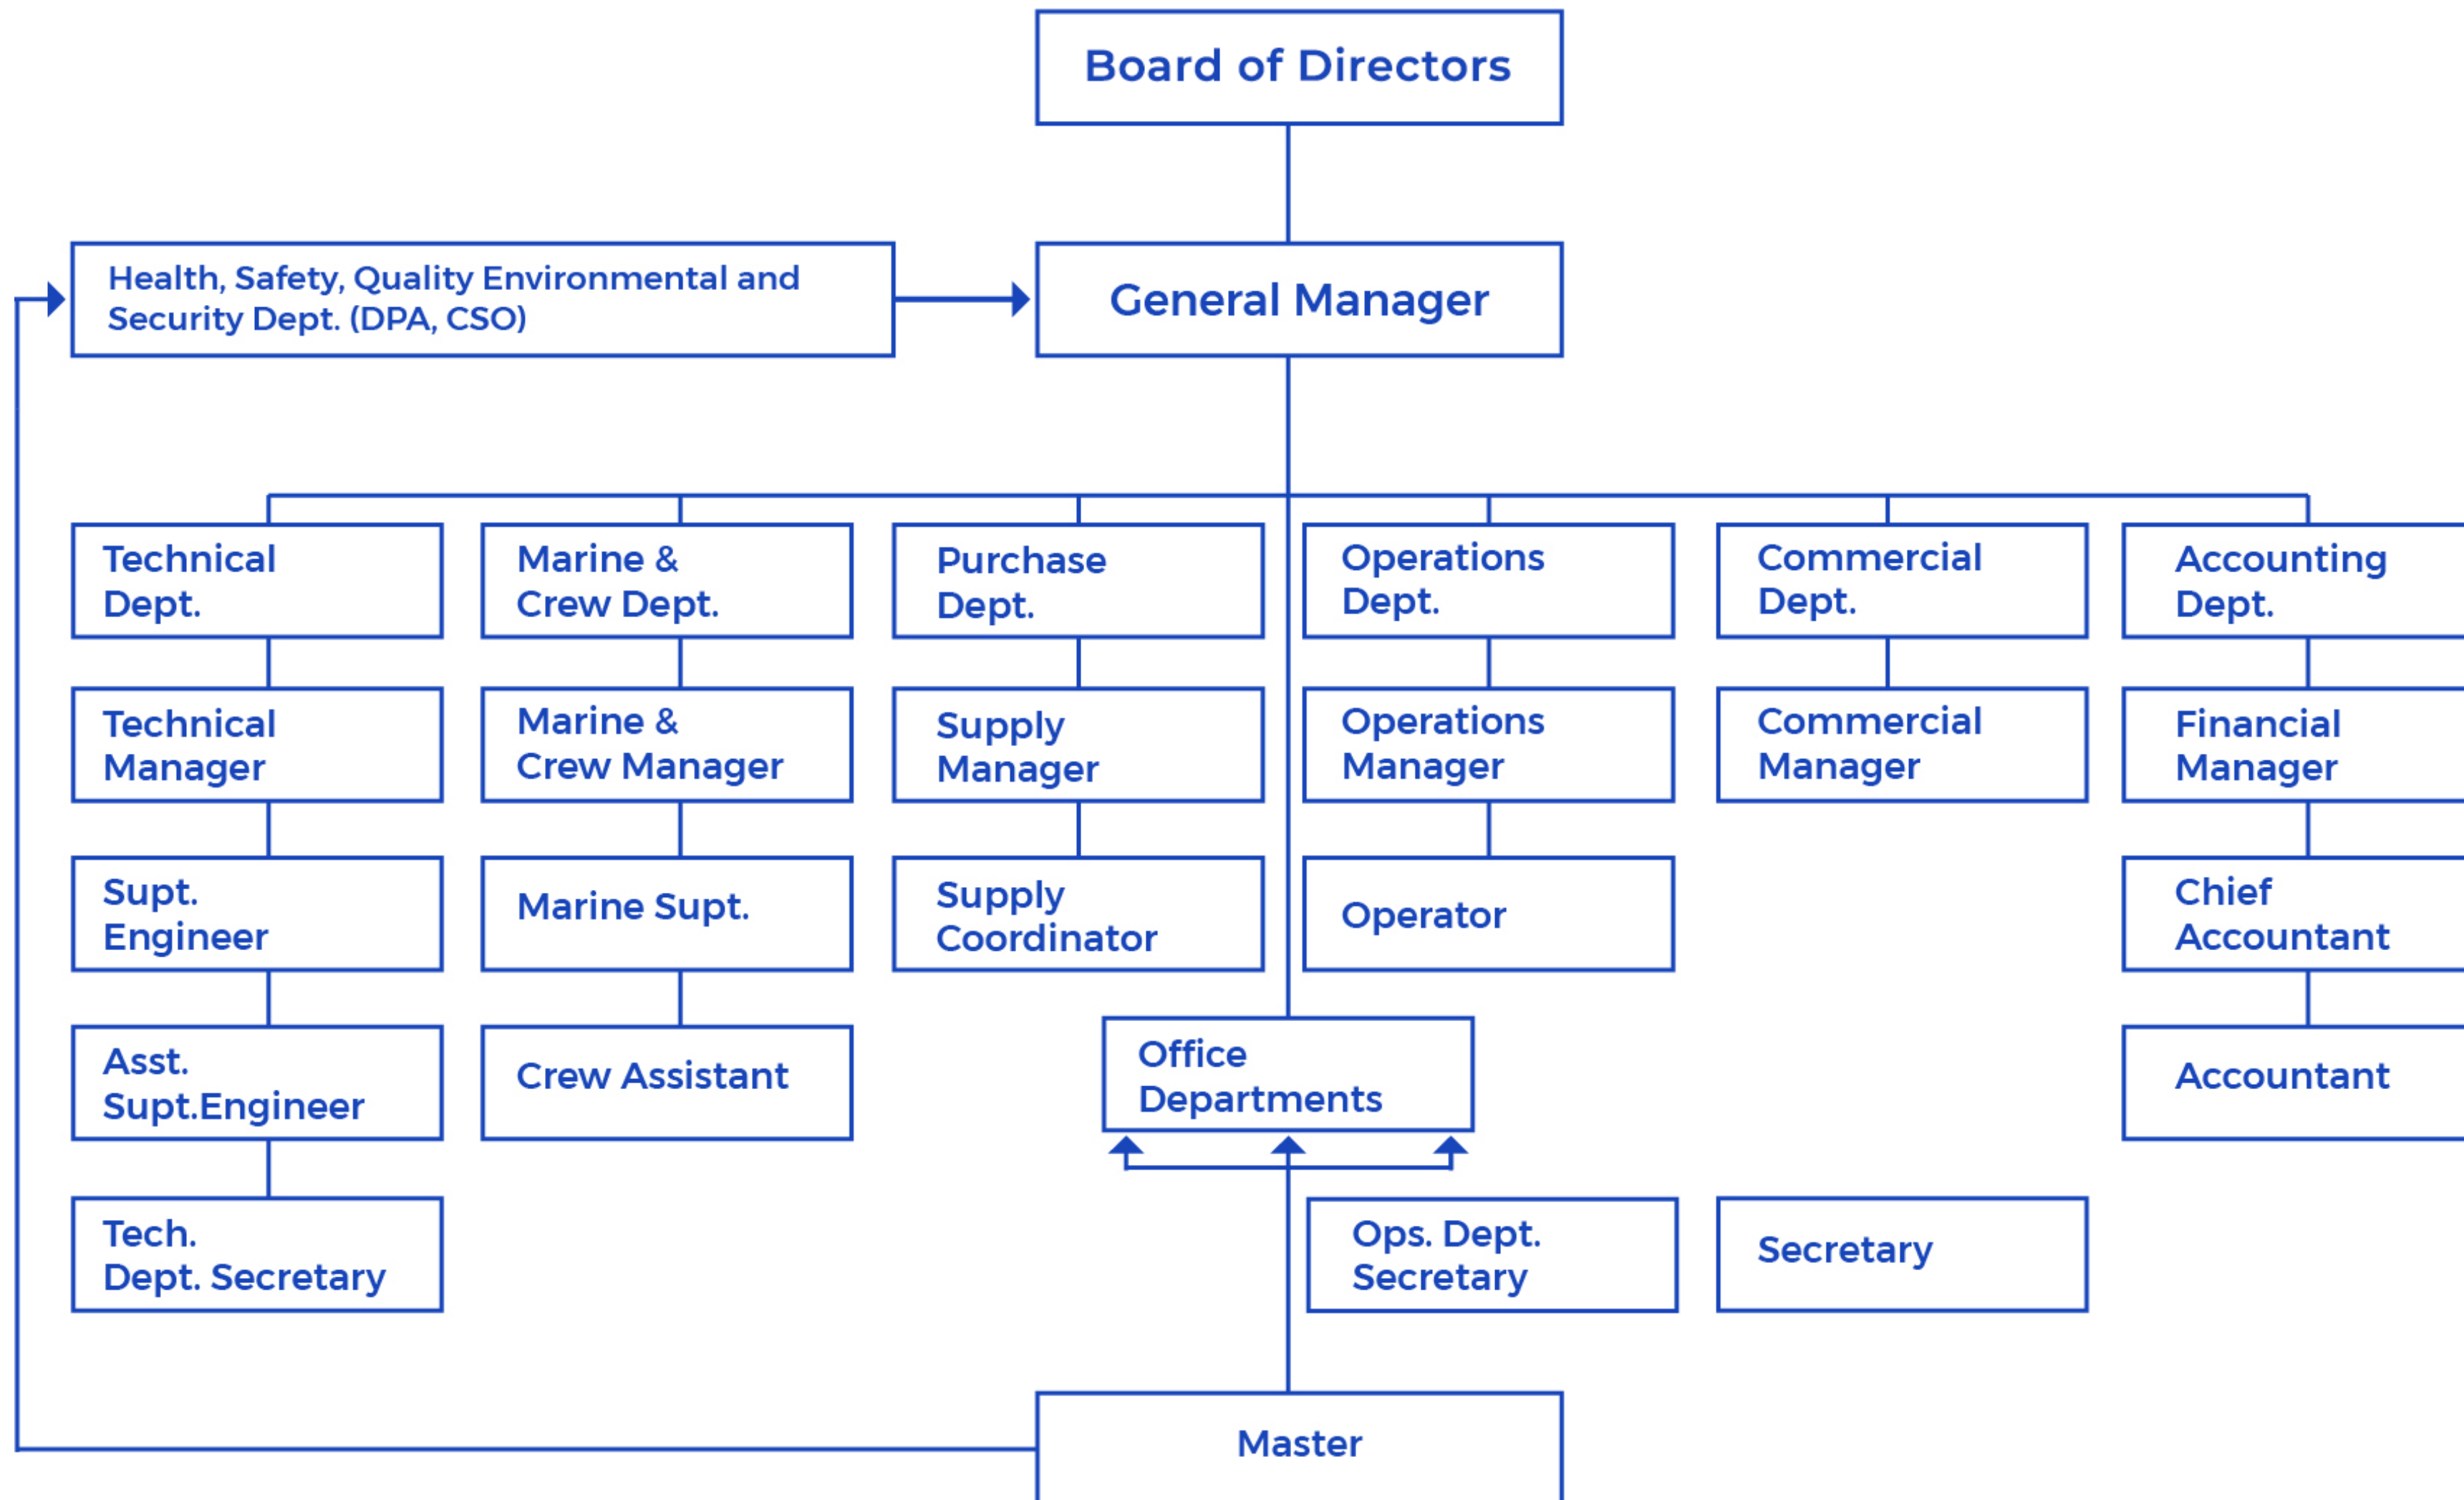 Board of Directors
Health, Safety, Quality Environmental and
Security Dept. (DPA, CSO)
General Manager
Technical
Dept.
Marine &
Crew Dept.
Purchase
Dept.
Operations
Dept.
Commercial
Dept.
Accounting
Dept.
Technical
Manager
Marine &
Crew Manager
Supply
Manager
Operations
Manager
Commercial
Manager
Financial
Manager
Supt.
Engineer
Marine Supt.
Supply
Coordinator
Operator
Chief
Accountant
Asst.
Supt.Engineer
Crew Assistant
Office
Departments
Accountant
Tech.
Dept. Secretary
Ops. Dept.
Secretary
Secretary
Master